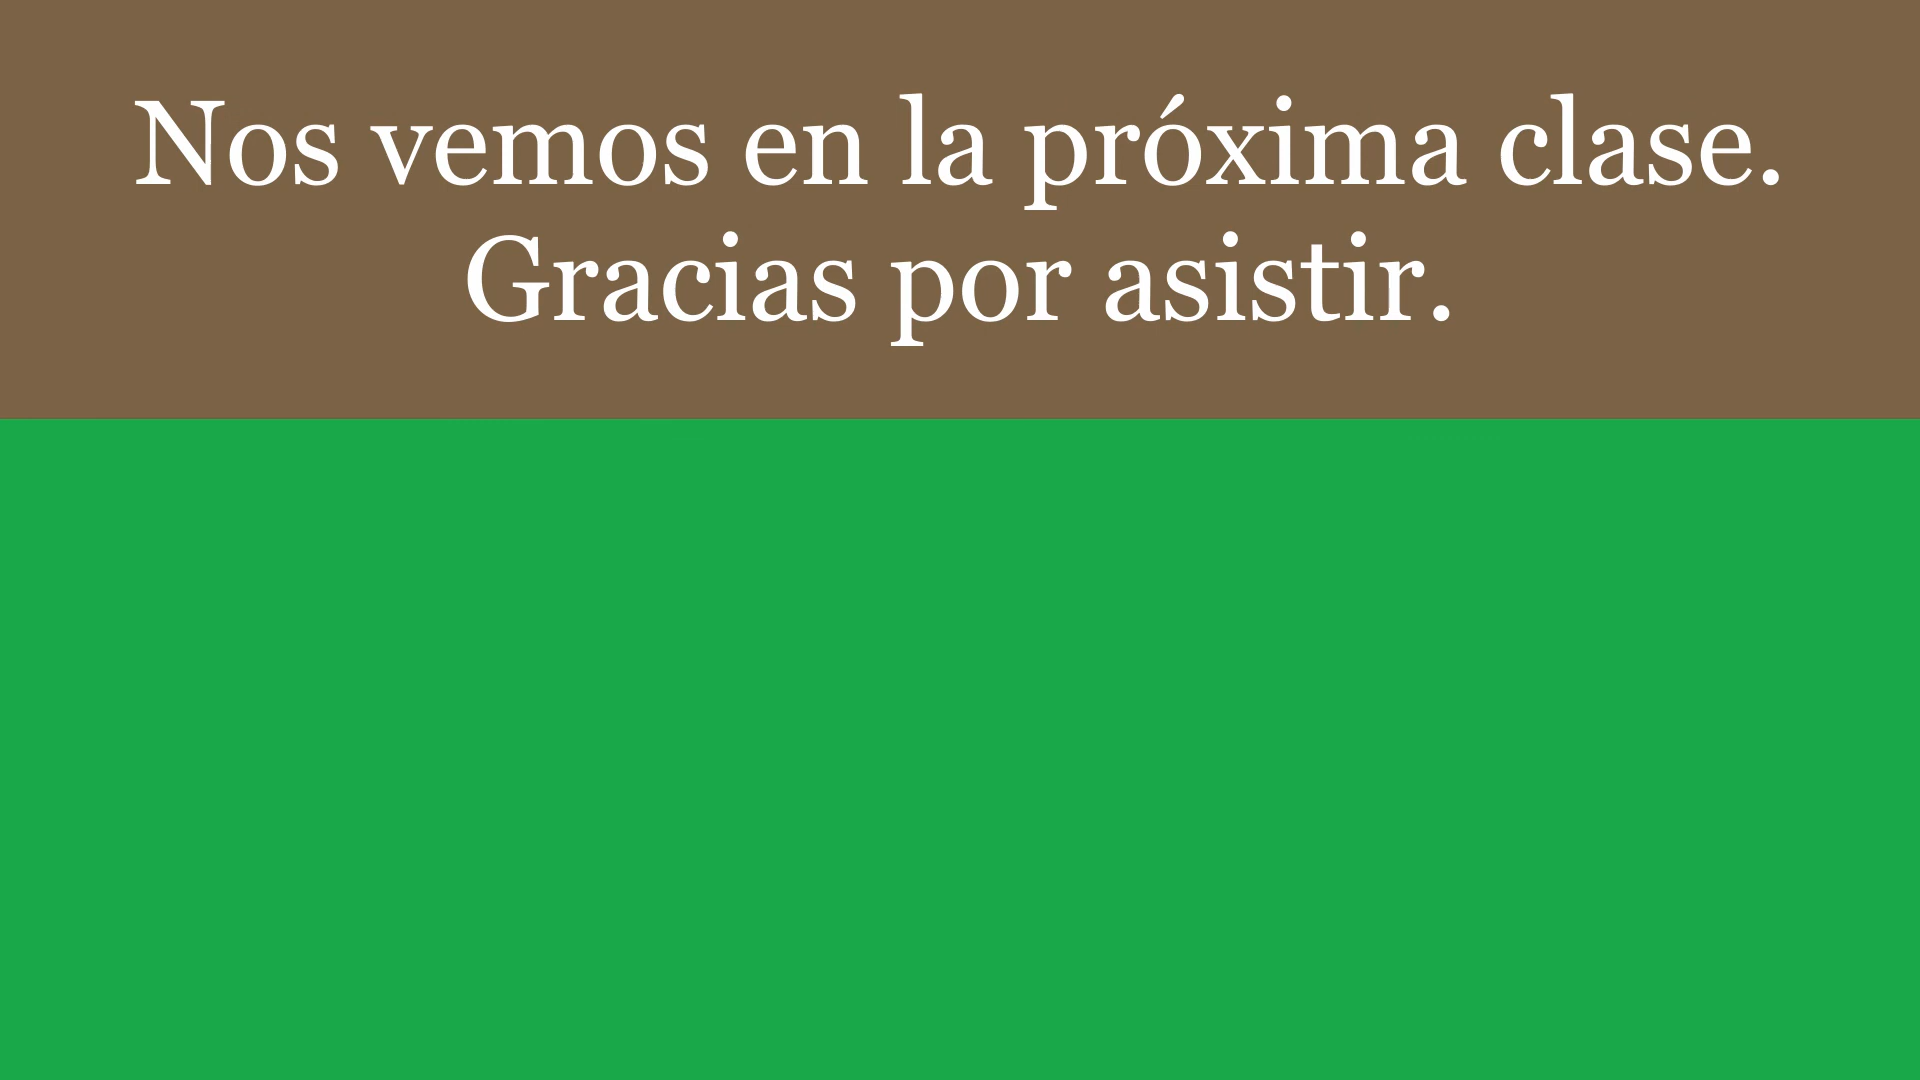 Nos vemos en la próxima clase.
Gracias por asistir.